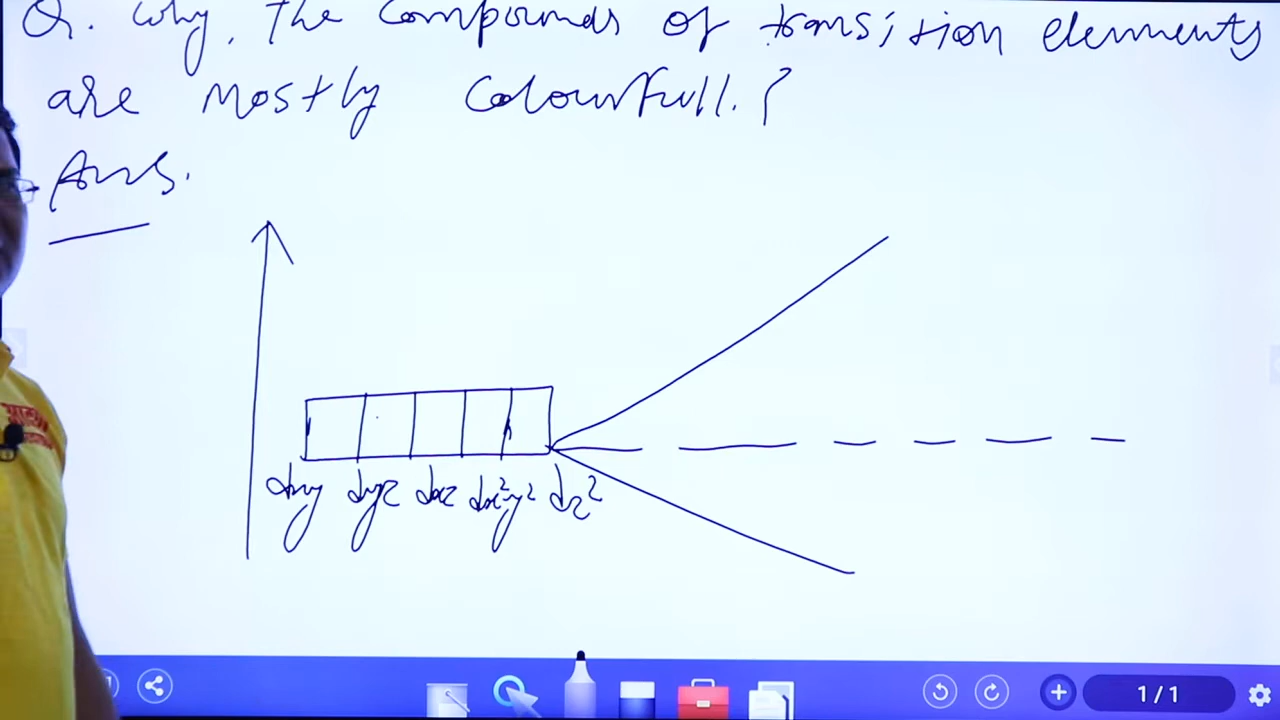 Q. Why, The Compounds of transition elements
are mostly Colourfull.?
Ans.
dxy dyz dxz dx²-y² dz²
1/1